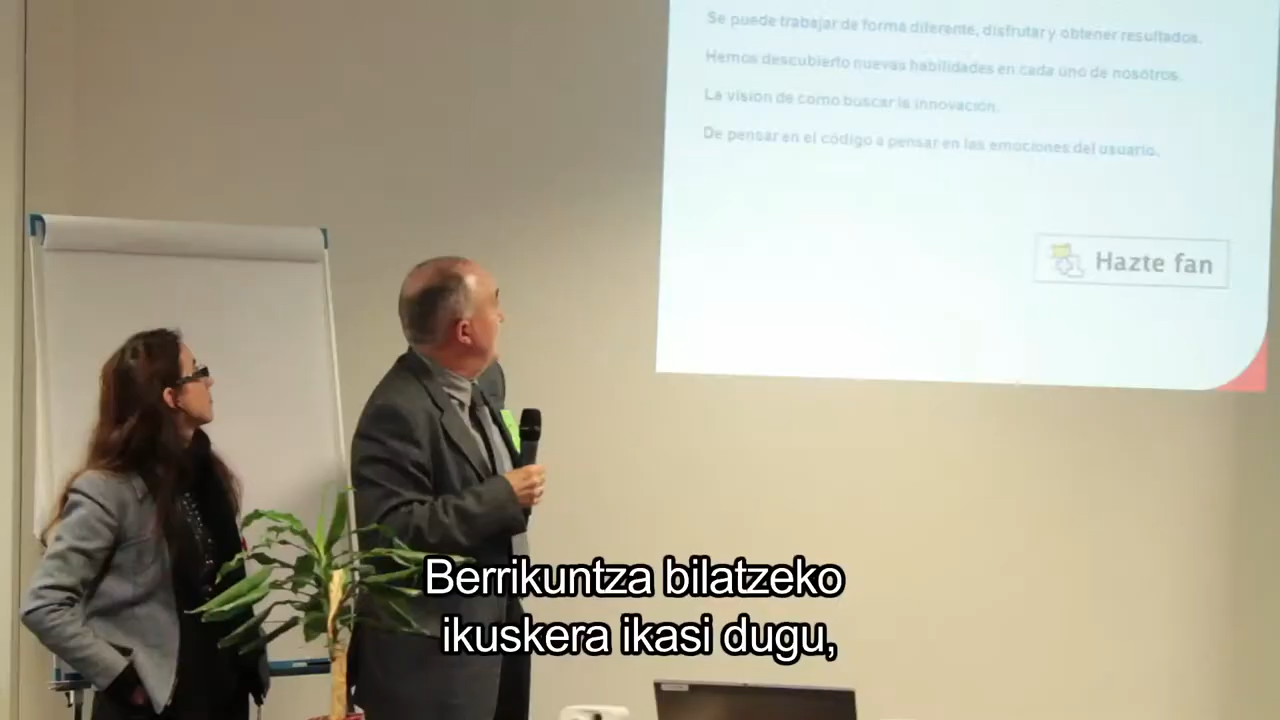 Se puede trabajar de forma diferente, disfrutar y obtener resultados.
Hemos descubierto nuevas habilidades en cada uno de nosotros.
La visión de como buscar la innovación.
De pensar en el código a pensar en las emociones del usuario.
Hazte fan
Berrikuntza bilatzeko
ikuskera ikasi dugu,